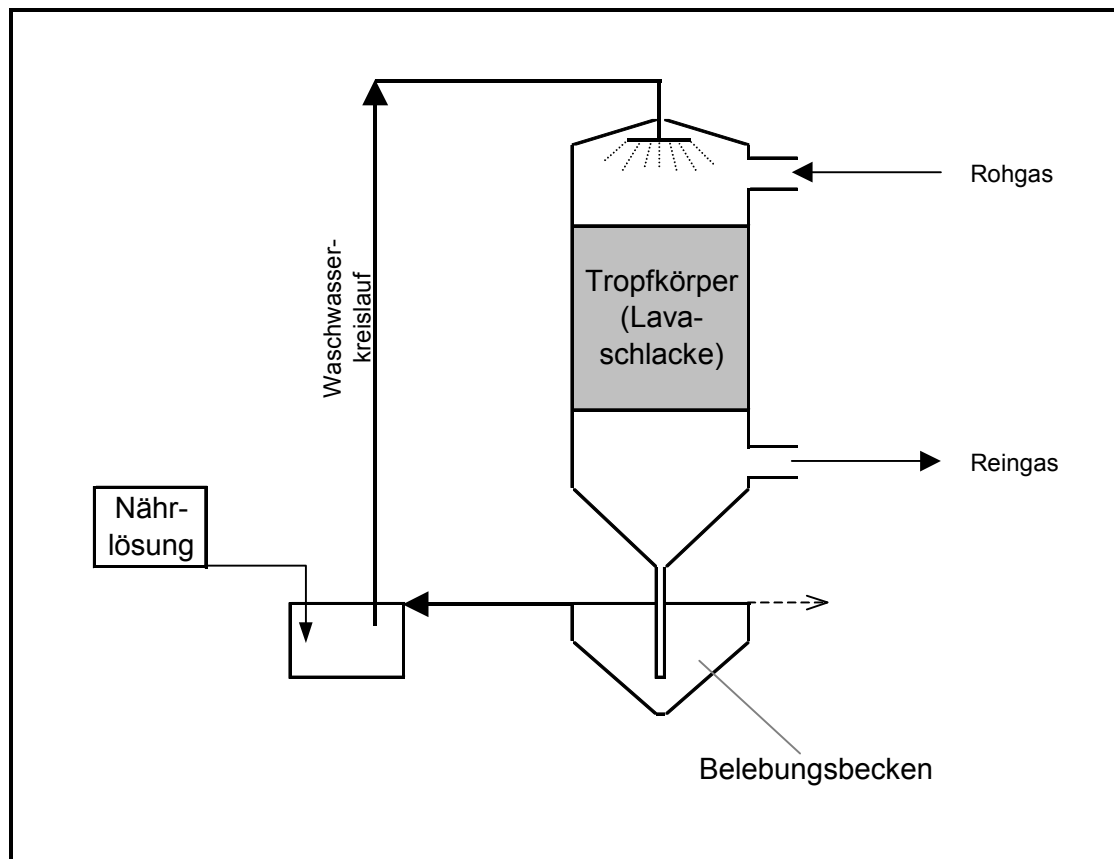 Rohgas
Tropfkörper
(Lava-
schlacke)
Waschwasser-
kreislauf
Reingas
Nähr-
lösung
Belebungsbecken